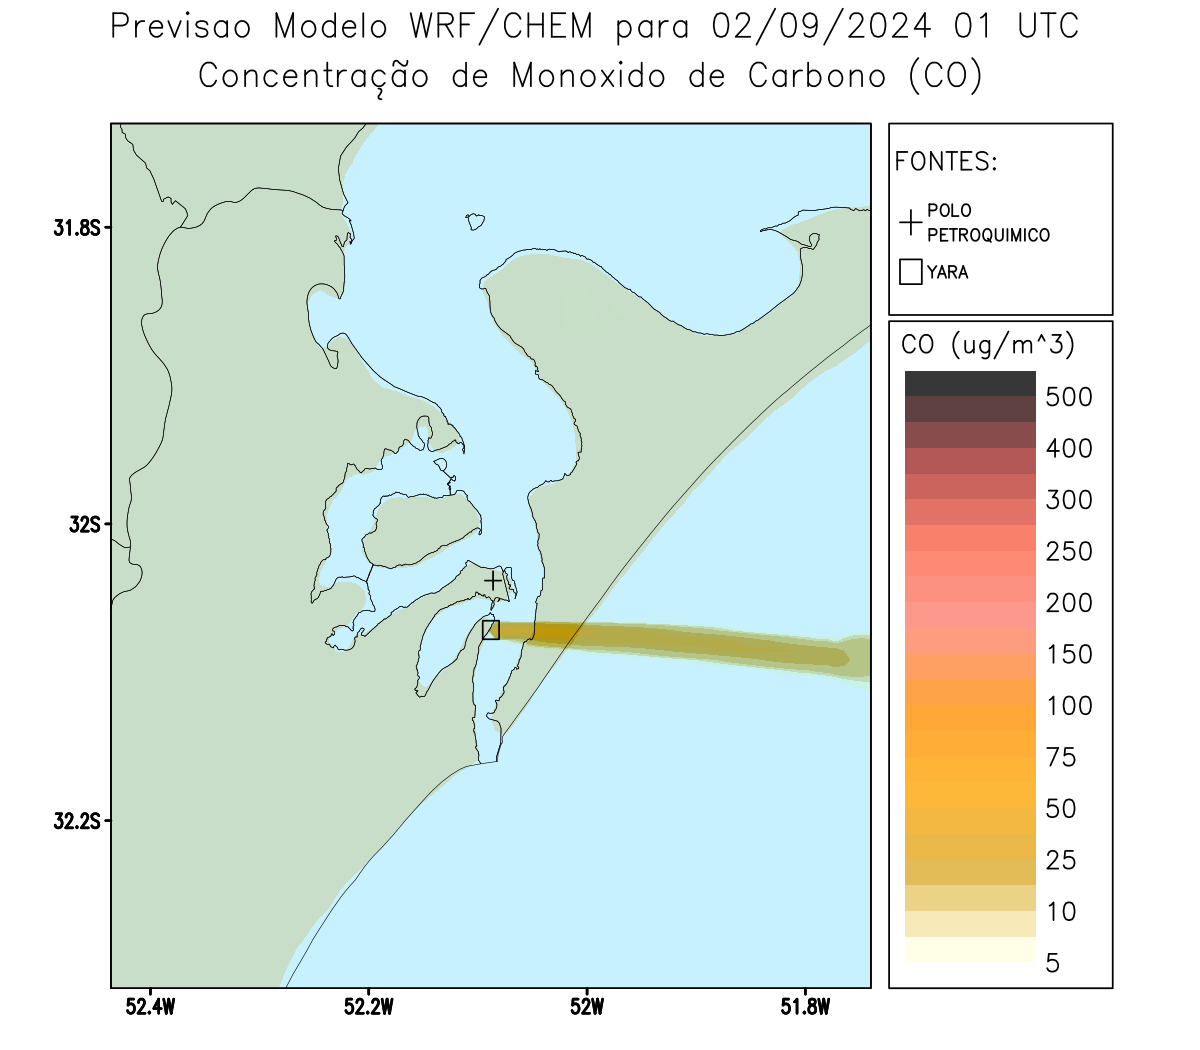 Previsao Modelo WRF/CHEM para 02/09/2024 01 UTC
Concentração de Monoxido de Carbono (CO)
FONTES:
POLO
PETROQUIMICO
YARA
CO (ug/m^3)
500
400
300
250
200
150
100
75
50
25
10
5
31.8S
32S
32.2S
52.4W
52.2W
52W
51.8W